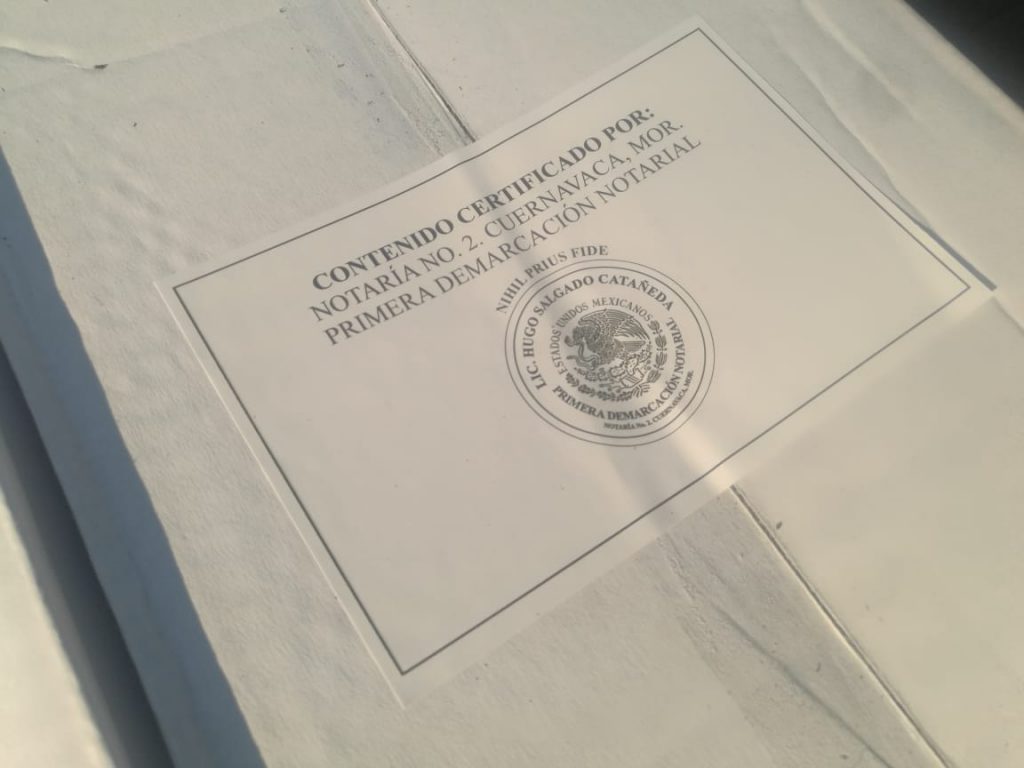 CONTENIDO CERTIFICADO POR:
NOTARÍA NO. 2. CUERNAVACA, MOR.
PRIMERA DEMARCACIÓN NOTARIAL
NIHIL PRIUS FIDE
LIC. HUGO SALGADO CATAÑEDA
ESTADOS UNIDOS MEXICANOS
PRIMERA DEMARCACIÓN NOTARIAL
NOTARÍA No. 2, CUERNAVACA, MOR.